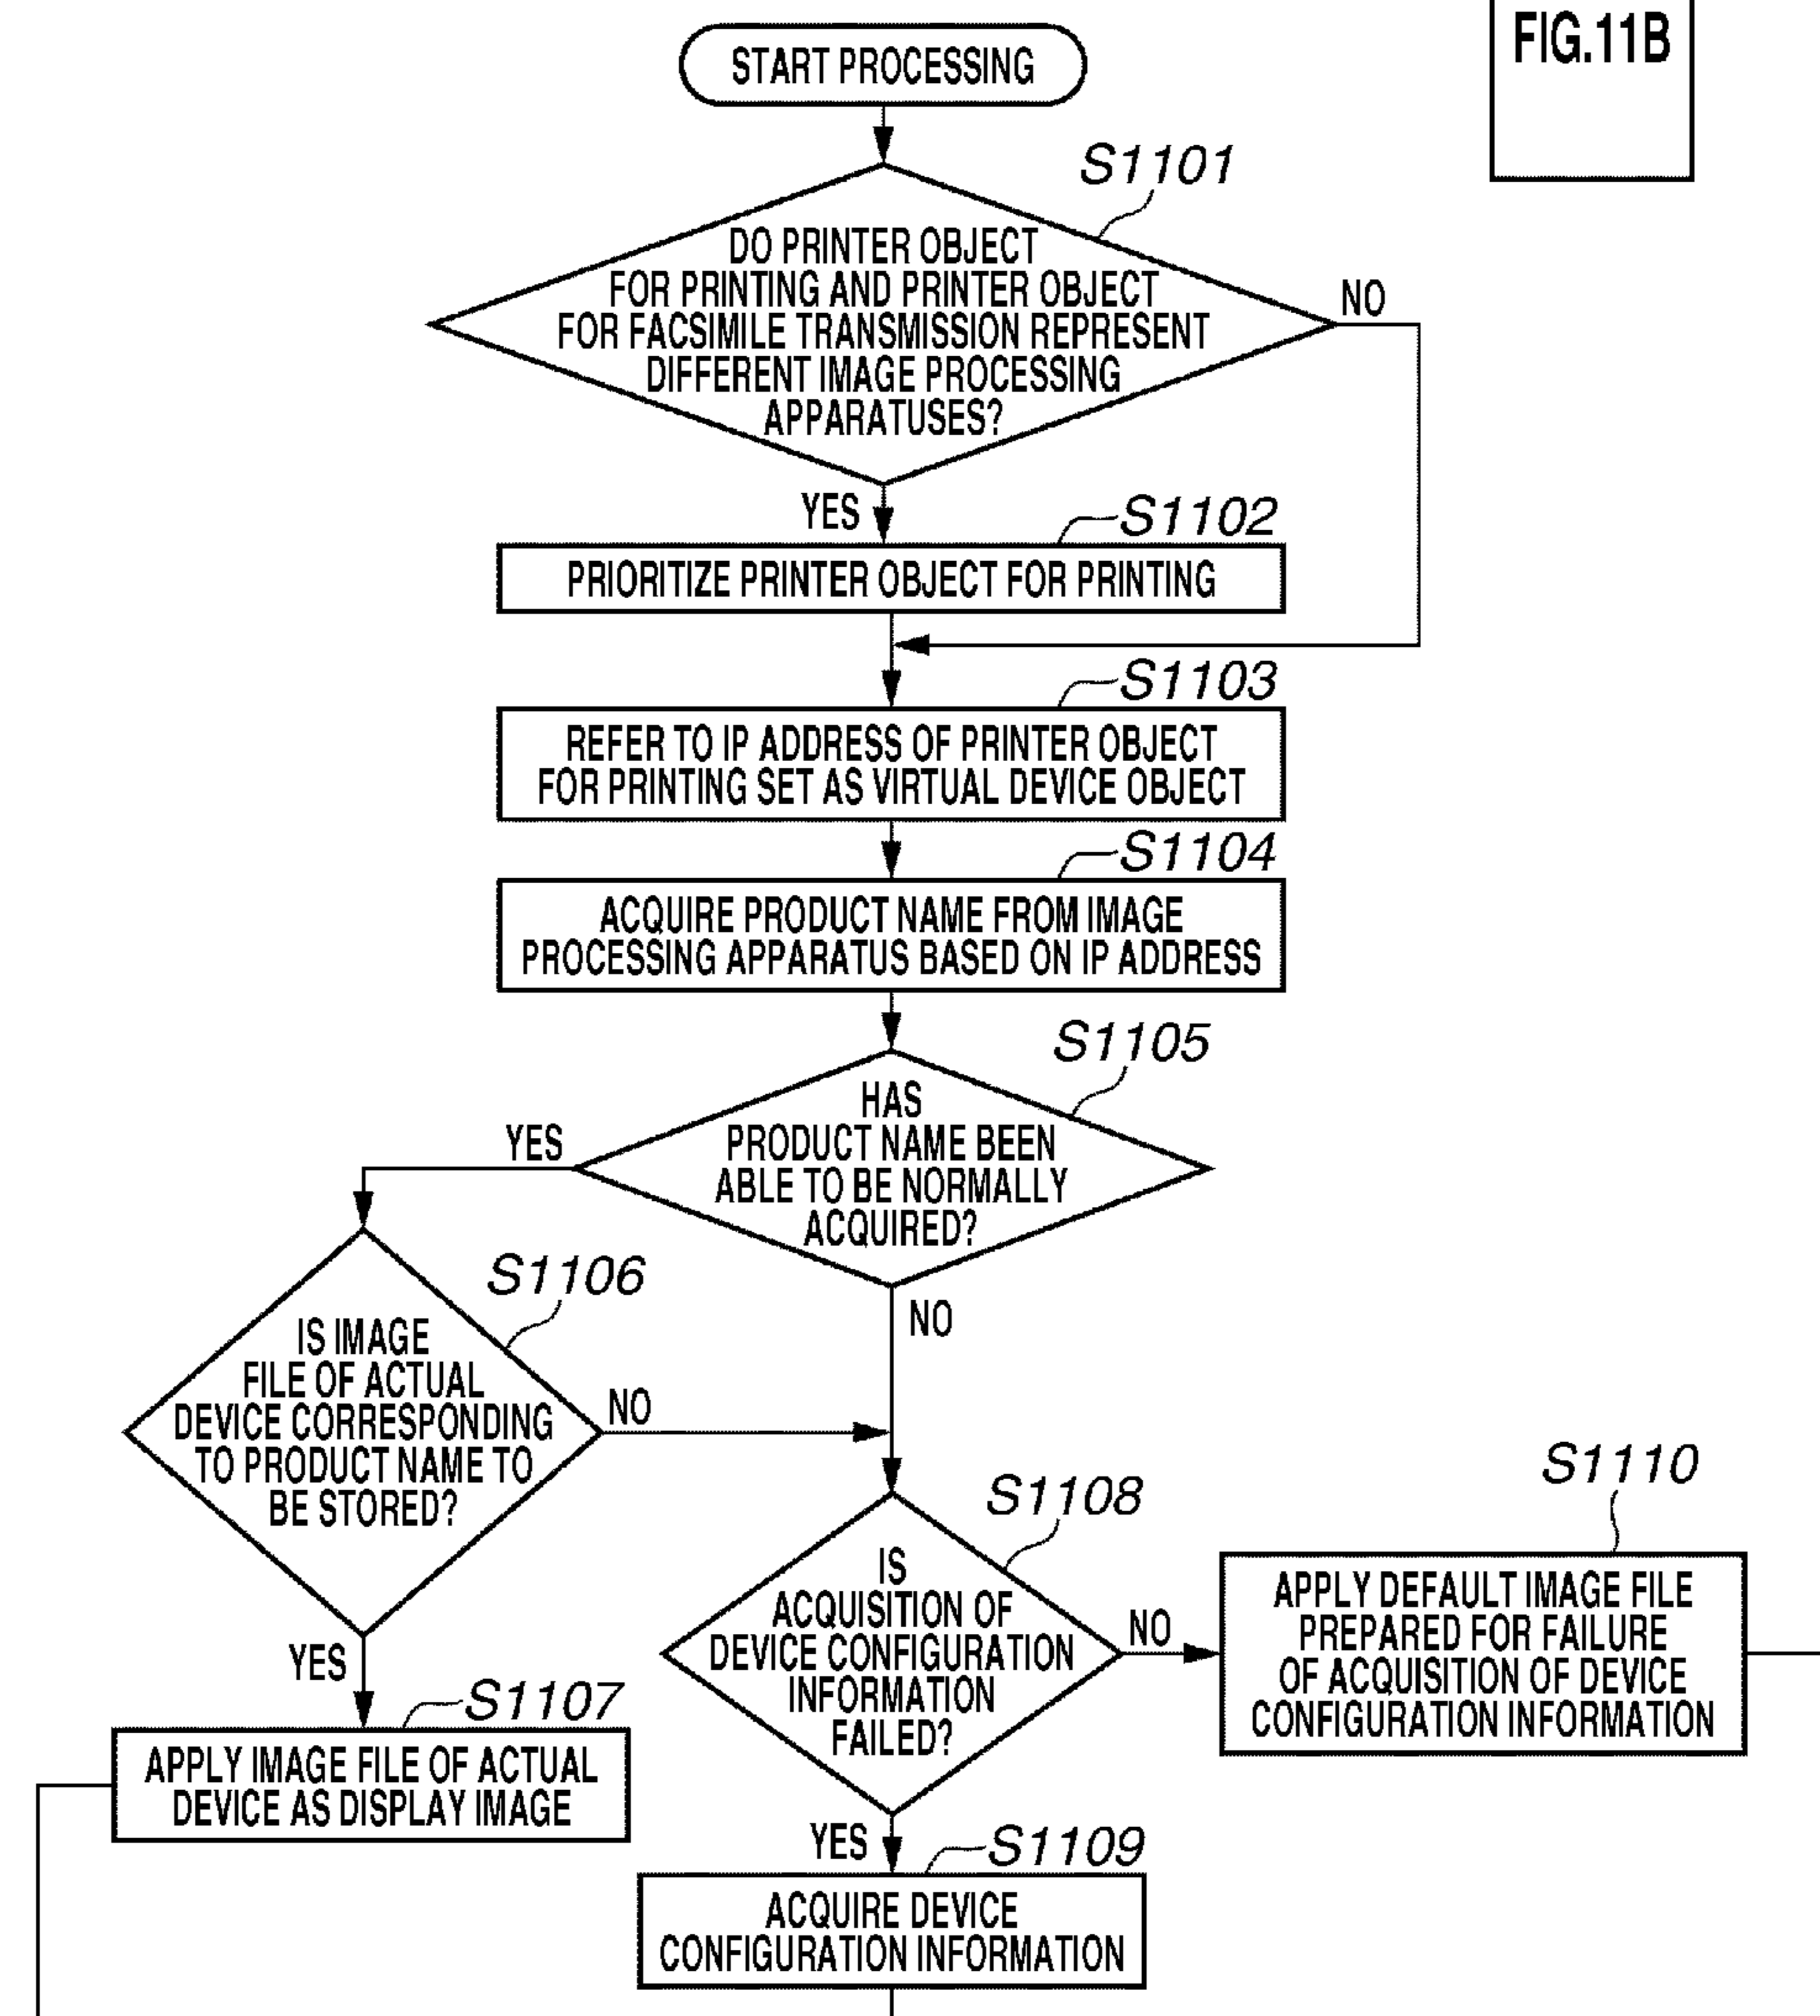 FIG.11B
START PROCESSING
S1101
DO PRINTER OBJECT
FOR PRINTING AND PRINTER OBJECT
FOR FACSIMILE TRANSMISSION REPRESENT
DIFFERENT IMAGE PROCESSING
APPARATUSES?
NO
YES
S1102
PRIORITIZE PRINTER OBJECT FOR PRINTING
S1103
REFER TO IP ADDRESS OF PRINTER OBJECT
FOR PRINTING SET AS VIRTUAL DEVICE OBJECT
S1104
ACQUIRE PRODUCT NAME FROM IMAGE
PROCESSING APPARATUS BASED ON IP ADDRESS
S1105
HAS
PRODUCT NAME BEEN
ABLE TO BE NORMALLY
ACQUIRED?
YES
NO
S1106
IS IMAGE
FILE OF ACTUAL
DEVICE CORRESPONDING
TO PRODUCT NAME TO
BE STORED?
NO
YES
S1107
APPLY IMAGE FILE OF ACTUAL
DEVICE AS DISPLAY IMAGE
S1108
IS
ACQUISITION OF
DEVICE CONFIGURATION
INFORMATION
FAILED?
NO
YES
S1110
APPLY DEFAULT IMAGE FILE
PREPARED FOR FAILURE
OF ACQUISITION OF DEVICE
CONFIGURATION INFORMATION
S1109
ACQUIRE DEVICE
CONFIGURATION INFORMATION